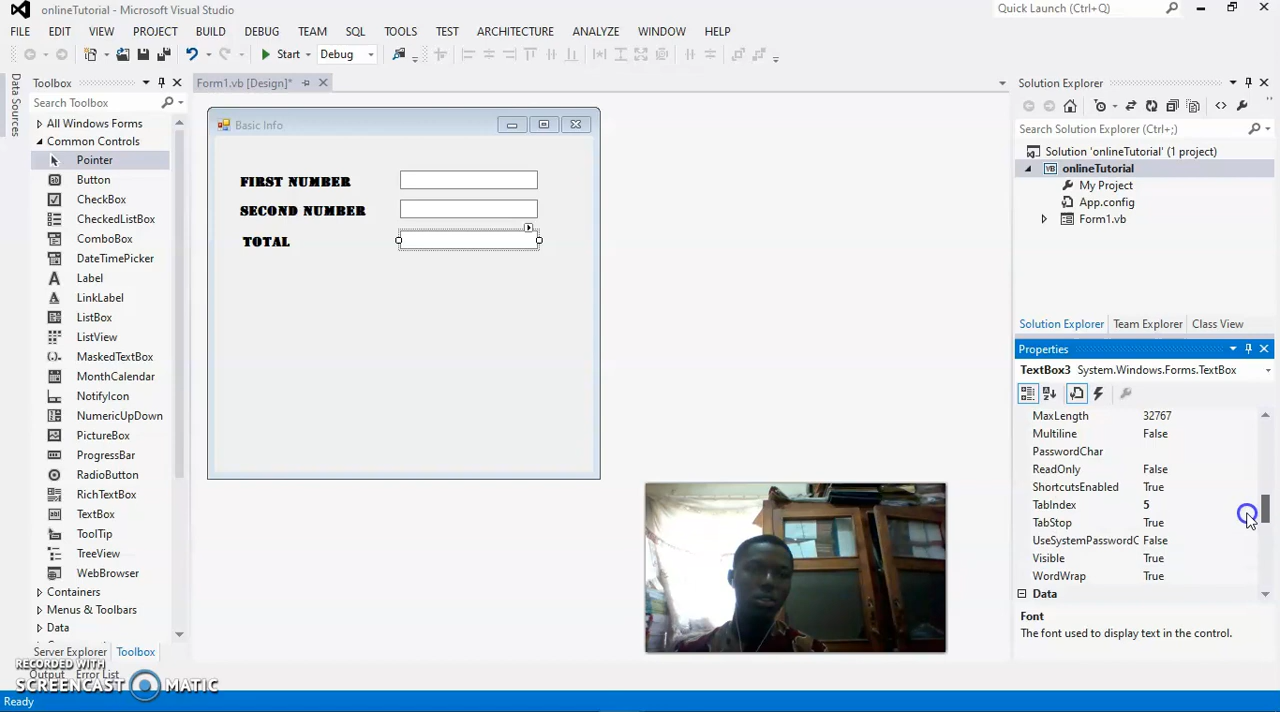 onlineTutorial - Microsoft Visual Studio
Quick Launch (Ctrl+Q)
FILE EDIT VIEW PROJECT BUILD DEBUG TEAM SQL TOOLS TEST ARCHITECTURE ANALYZE WINDOW HELP
Start Debug
Data Sources
Toolbox
Search Toolbox
All Windows Forms
Common Controls
Pointer
Button
CheckBox
CheckedListBox
ComboBox
DateTimePicker
Label
LinkLabel
ListBox
ListView
MaskedTextBox
MonthCalendar
NotifyIcon
NumericUpDown
PictureBox
ProgressBar
RadioButton
RichTextBox
TextBox
ToolTip
TreeView
WebBrowser
Containers
Menus & Toolbars
Data
Server Explorer Toolbox
Output Error List
Form1.vb [Design]*
Basic Info
FIRST NUMBER
SECOND NUMBER
TOTAL
Solution Explorer
Search Solution Explorer (Ctrl+;)
Solution 'onlineTutorial' (1 project)
VB onlineTutorial
My Project
App.config
Form1.vb
Solution Explorer Team Explorer Class View
Properties
TextBox3 System.Windows.Forms.TextBox
MaxLength 32767
Multiline False
PasswordChar
ReadOnly False
ShortcutsEnabled True
TabIndex 5
TabStop True
UseSystemPasswordC False
Visible True
WordWrap True
Data
Font
The font used to display text in the control.
RECORDED WITH
SCREENCAST MATIC
Ready